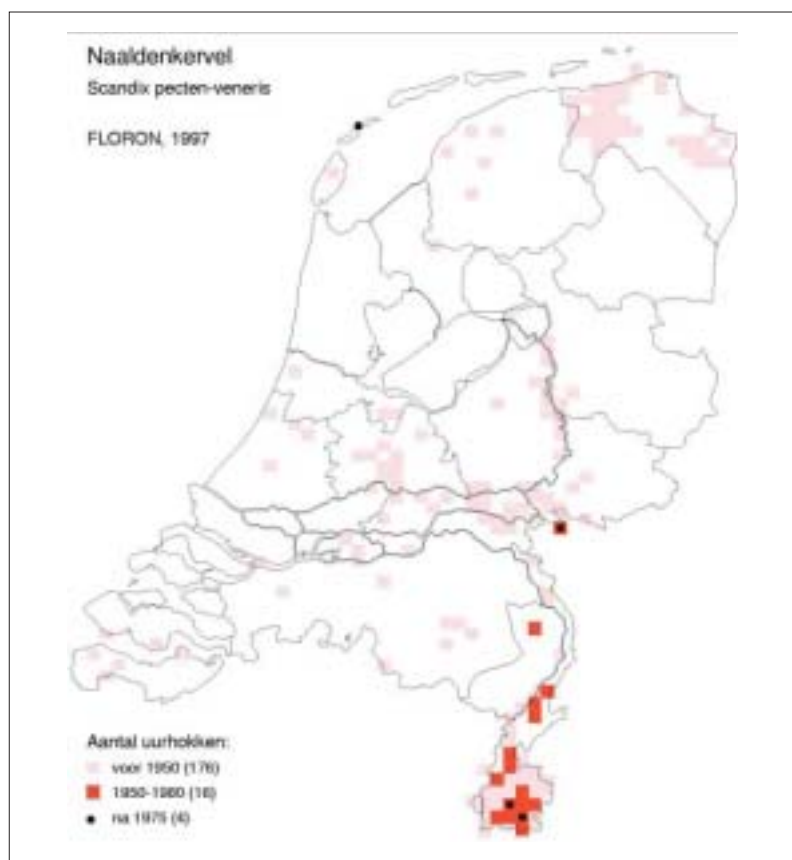 Naaldenkervel
Scandix pecten-veneris
FLORON, 1997
Aantal uurhokken:
voor 1950 (176)
1950-1980 (16)
na 1975 (4)